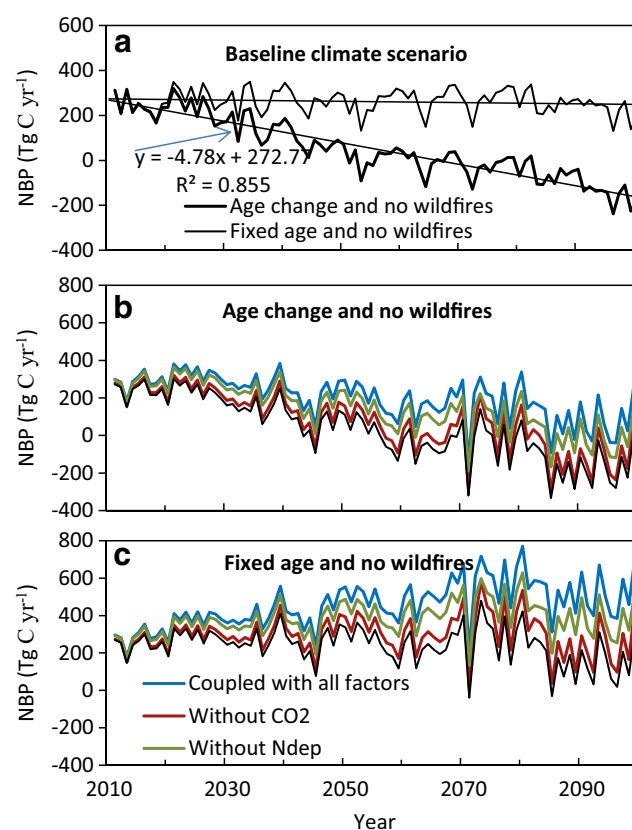 a
Baseline climate scenario
600
400
200
0
-200
-400
NBP (Tg C yr⁻¹)
y = -4.78x + 272.77
R² = 0.855
Age change and no wildfires
Fixed age and no wildfires
b
Age change and no wildfires
800
600
400
200
0
-200
-400
NBP (Tg C yr⁻¹)
c
Fixed age and no wildfires
800
600
400
200
0
-200
-400
NBP (Tg C yr⁻¹)
Coupled with all factors
Without CO2
Without Ndep
2010 2030 2050 2070 2090
Year